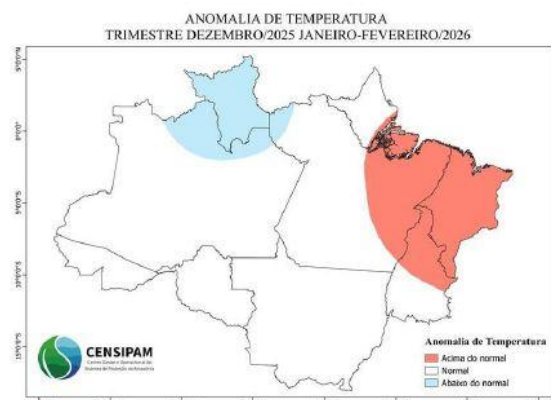 ANOMALIA DE TEMPERATURA
TRIMESTRE DEZEMBRO/2025 JANEIRO-FEVEREIRO/2026
CENSIPAM
Anomalia de Temperatura
Acima do normal
Normal
Abaixo do normal